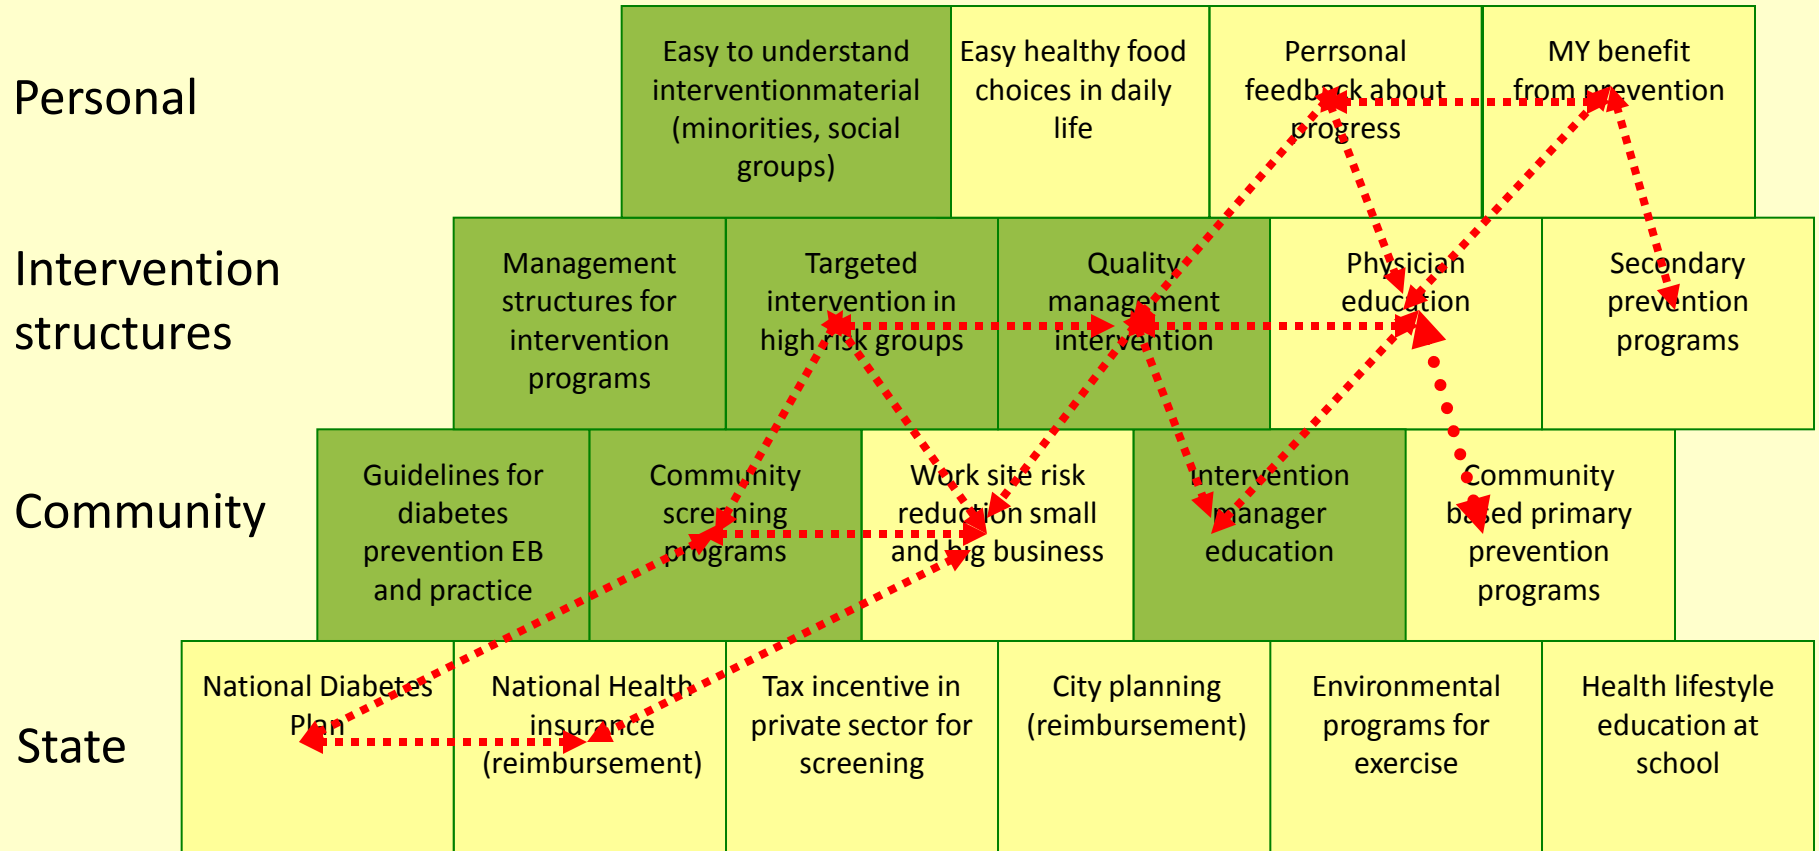 Personal
Easy to understand
interventionmaterial
(minorities, social
groups)
Easy healthy food
choices in daily
life
Perrsonal
feedback about
progress
MY benefit
from prevention
Intervention
structures
Management
structures for
intervention
programs
Targeted
intervention in
high risk groups
Quality
management
intervention
Physician
education
Secondary
prevention
programs
Community
Guidelines for
diabetes
prevention EB
and practice
Community
screening
programs
Work site risk
reduction small
and big business
Intervention
manager
education
Community
based primary
prevention
programs
State
National Diabetes
Plan
National Health
insurance
(reimbursement)
Tax incentive in
private sector for
screening
City planning
(reimbursement)
Environmental
programs for
exercise
Health lifestyle
education at
school